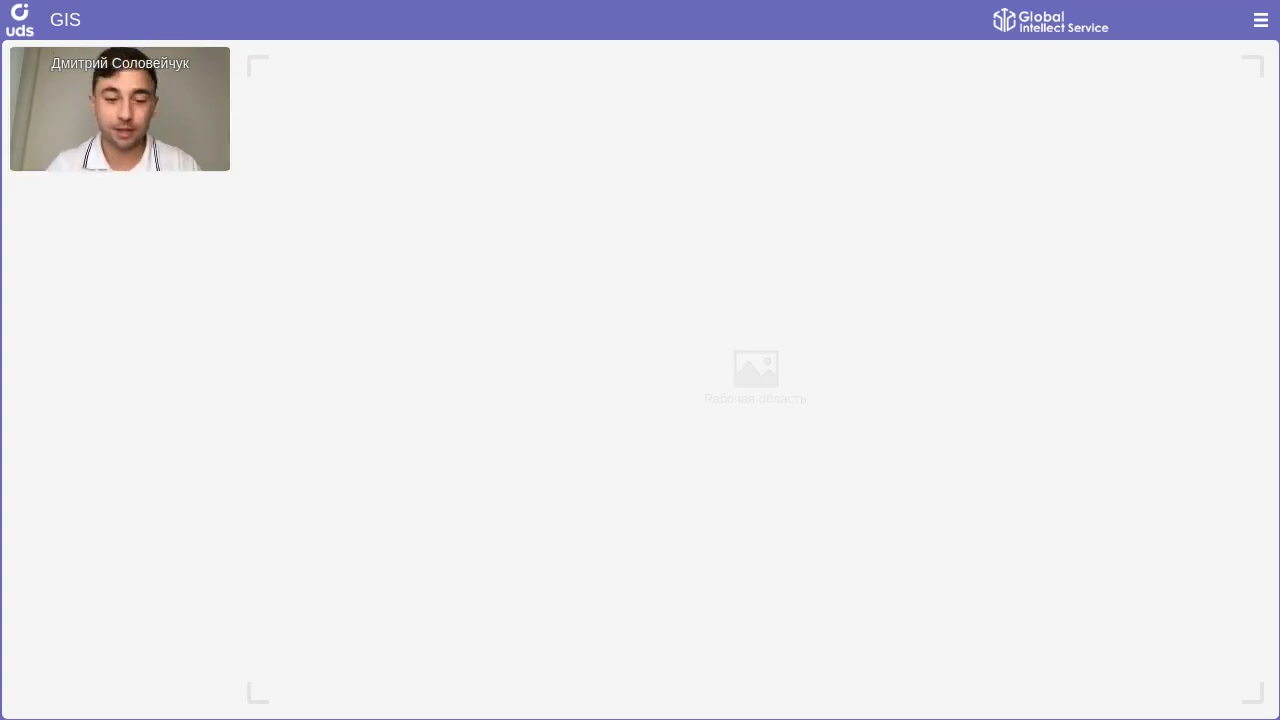 uds
GIS
Global
Intellect Service
Дмитрий Соловейчук
Рабочая область